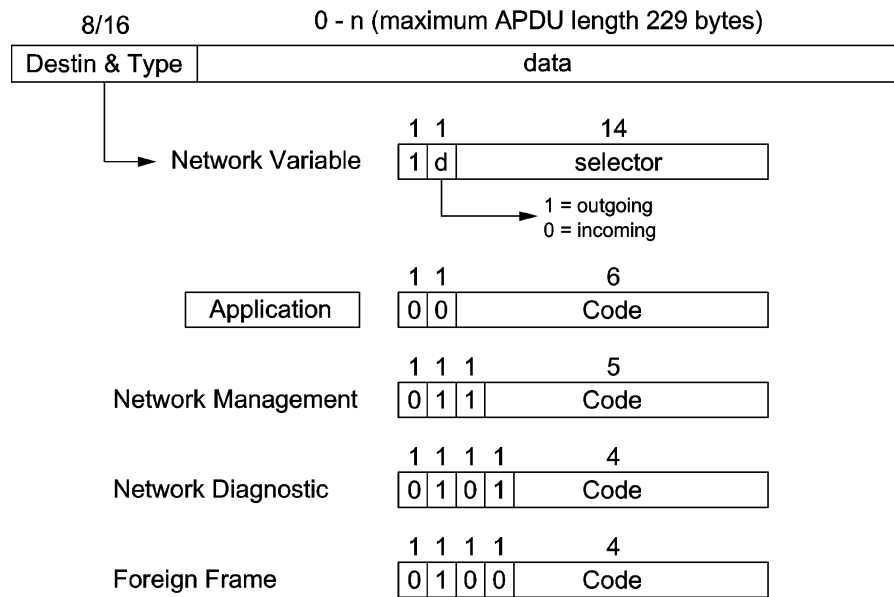 8/16 0 - n (maximum APDU length 229 bytes)
Destin & Type data
1 1 14
Network Variable 1 d selector
1 = outgoing
0 = incoming
1 1 6
Application 0 0 Code
1 1 1 5
Network Management 0 1 1 Code
1 1 1 1 4
Network Diagnostic 0 1 0 1 Code
1 1 1 1 4
Foreign Frame 0 1 0 0 Code